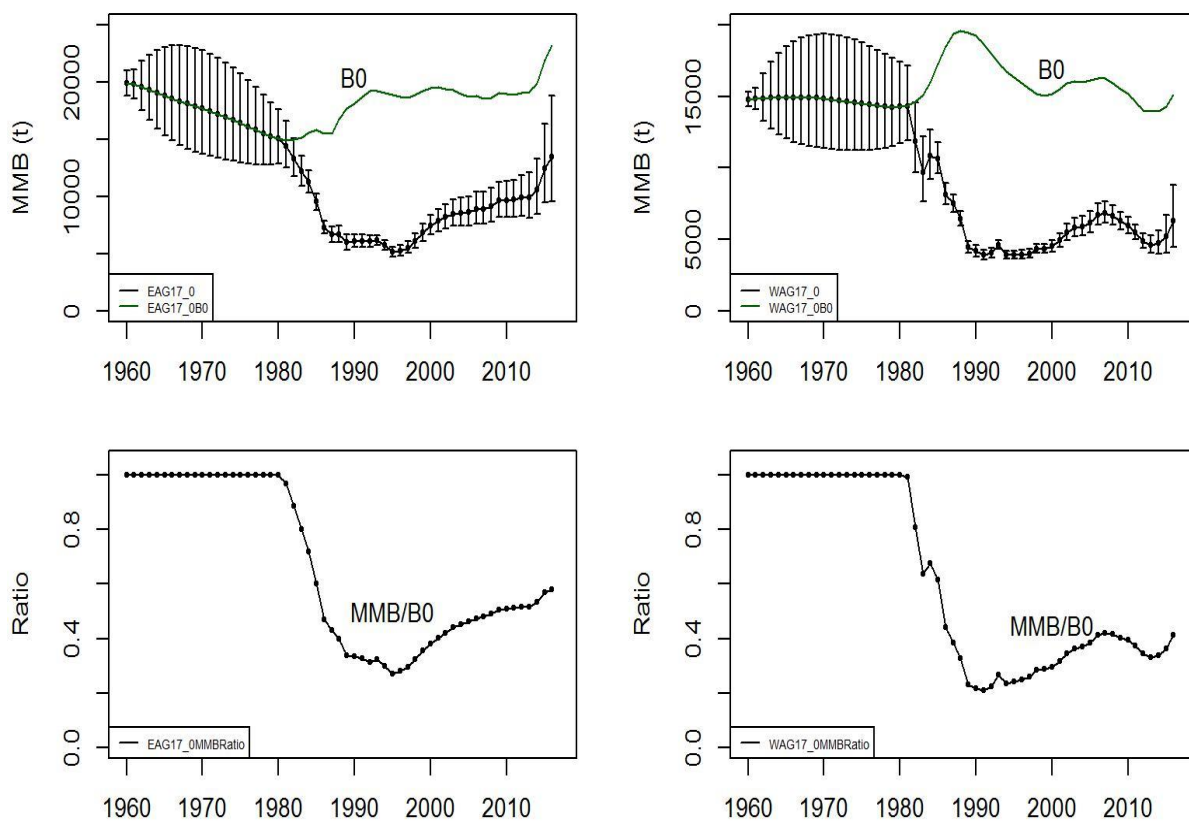 MMB (t)
0 10000 20000
B0
EAG17_0
EAG17_0B0
1960 1970 1980 1990 2000 2010
MMB (t)
0 5000 15000
B0
WAG17_0
WAG17_0B0
1960 1970 1980 1990 2000 2010
Ratio
0.0 0.4 0.8
MMB/B0
EAG17_0MMBRatio
1960 1970 1980 1990 2000 2010
Ratio
0.0 0.4 0.8
MMB/B0
WAG17_0MMBRatio
1960 1970 1980 1990 2000 2010